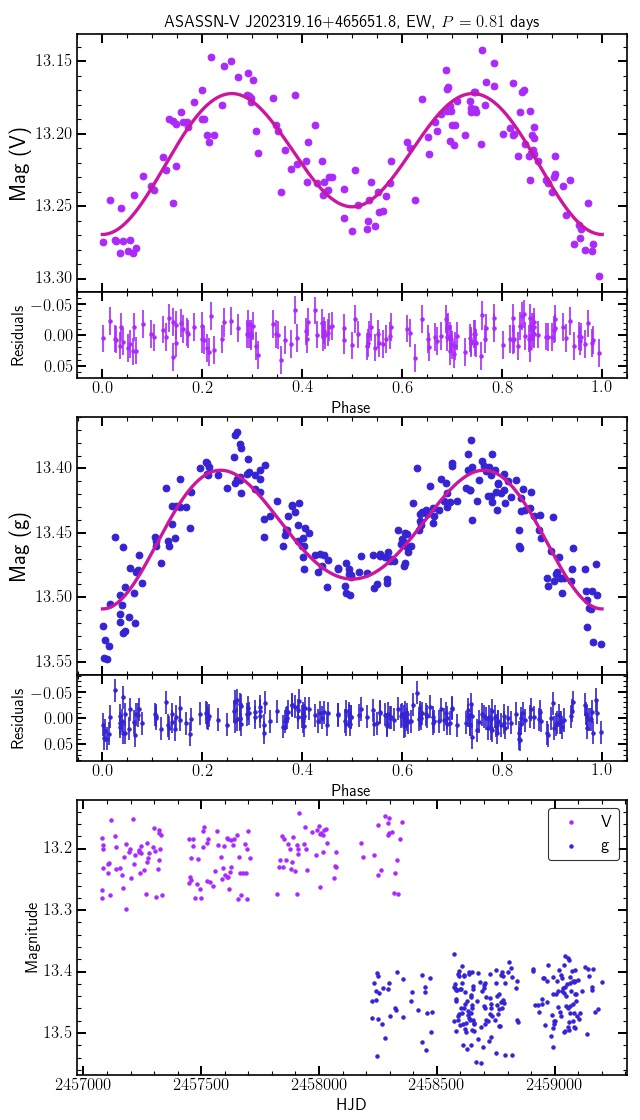 ASASSN-V J202319.16+465651.8, EW, P = 0.81 days
13.15
13.20
13.25
13.30
Mag (V)
−0.05
0.00
0.05
Residuals
0.0 0.2 0.4 0.6 0.8 1.0
Phase
13.40
13.45
13.50
13.55
Mag (g)
−0.05
0.00
0.05
Residuals
0.0 0.2 0.4 0.6 0.8 1.0
Phase
V
g
13.2
13.3
13.4
13.5
Magnitude
2457000 2457500 2458000 2458500 2459000
HJD